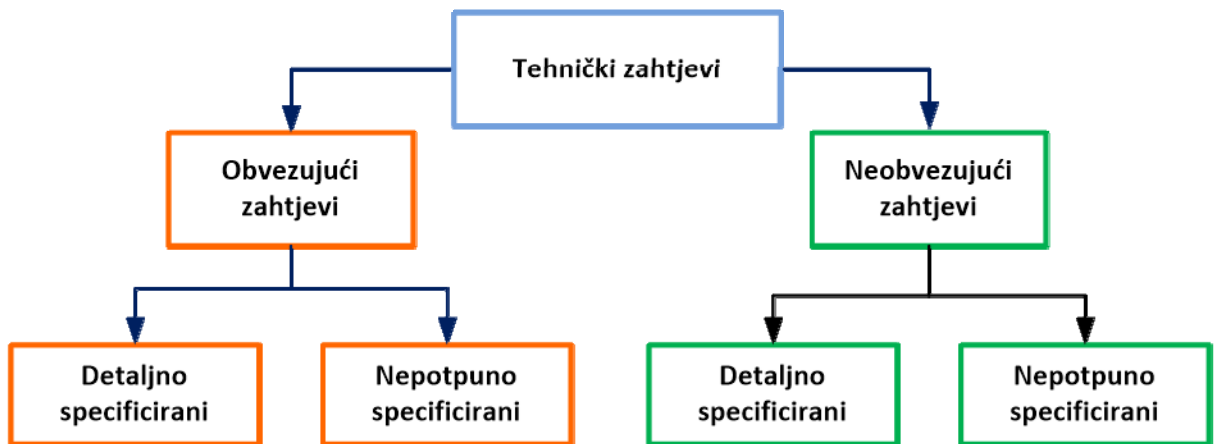 Tehnički zahtjevi
Obvezujući
zahtjevi
Neobvezujući
zahtjevi
Detaljno
specificirani
Nepotpuno
specificirani
Detaljno
specificirani
Nepotpuno
specificirani